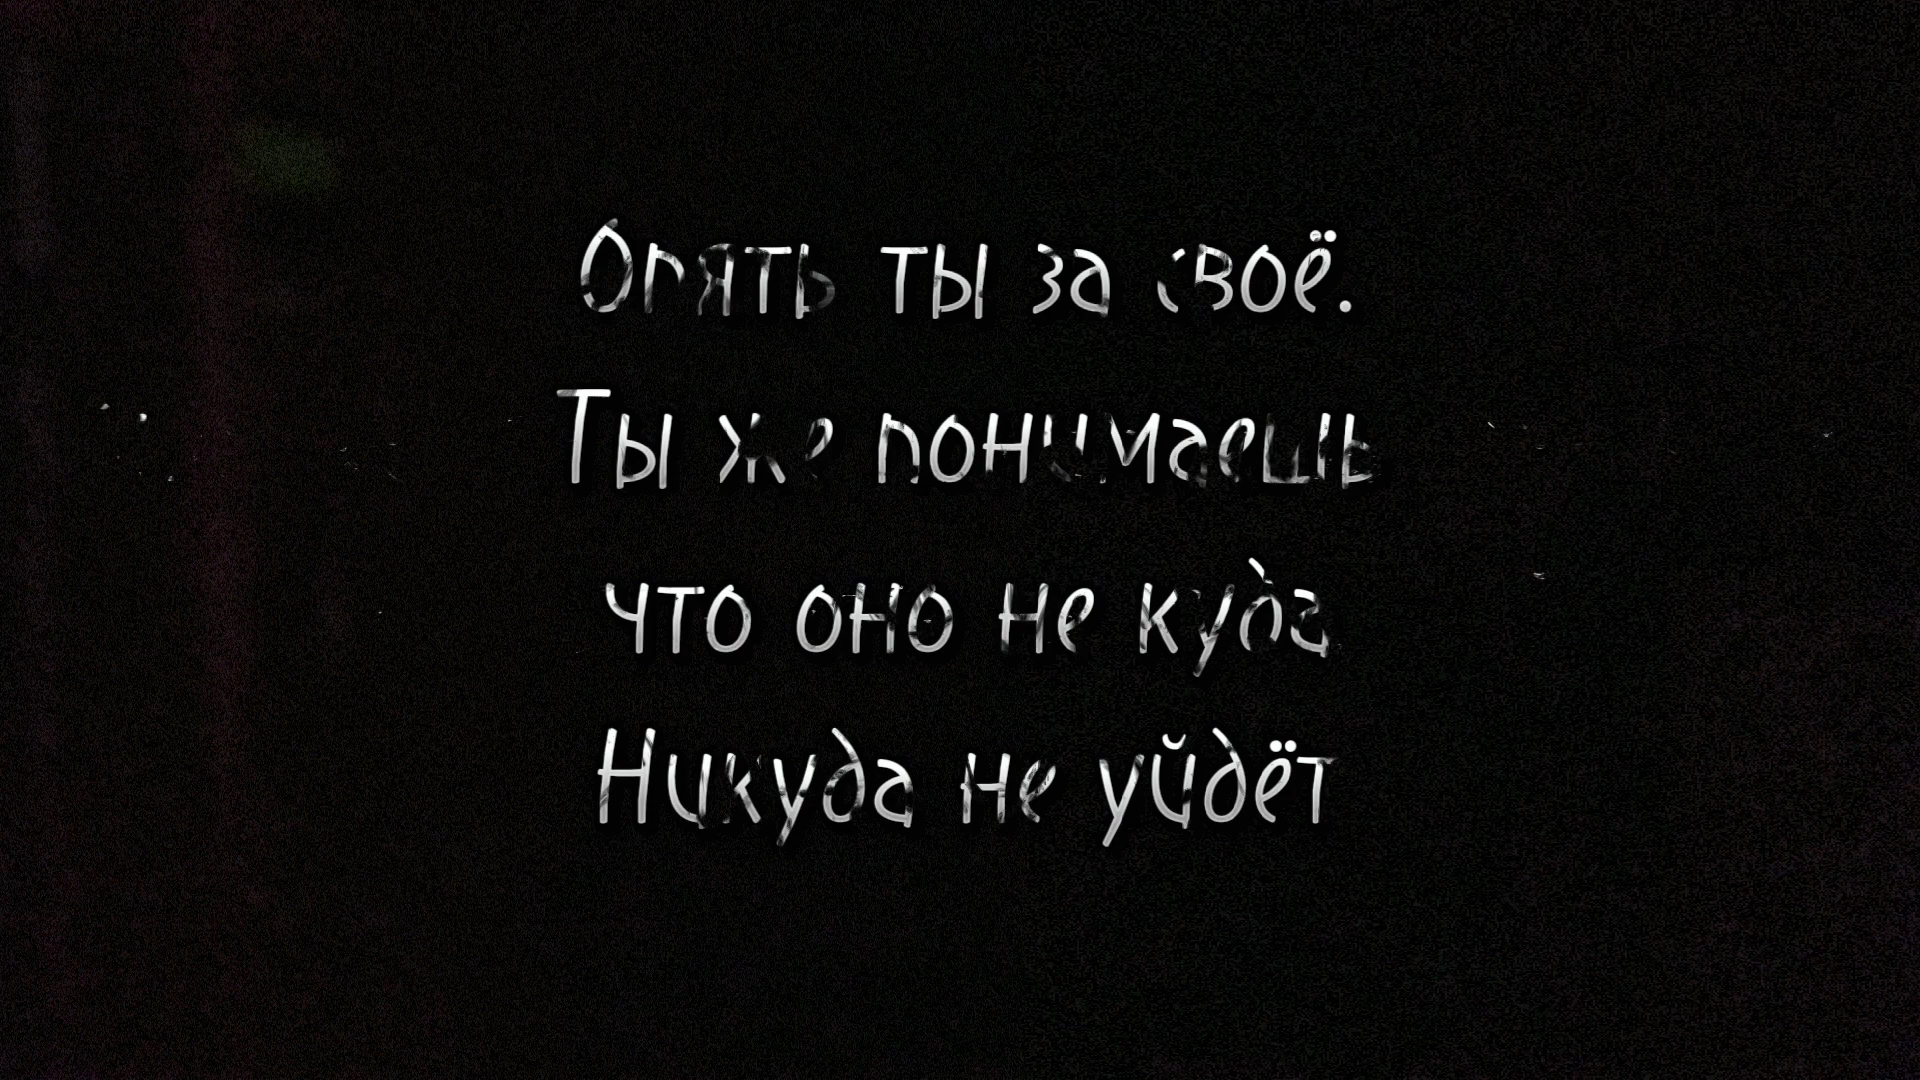 Опять ты за своё.
Ты же понимаешь
что оно не куда
Никуда не уйдёт